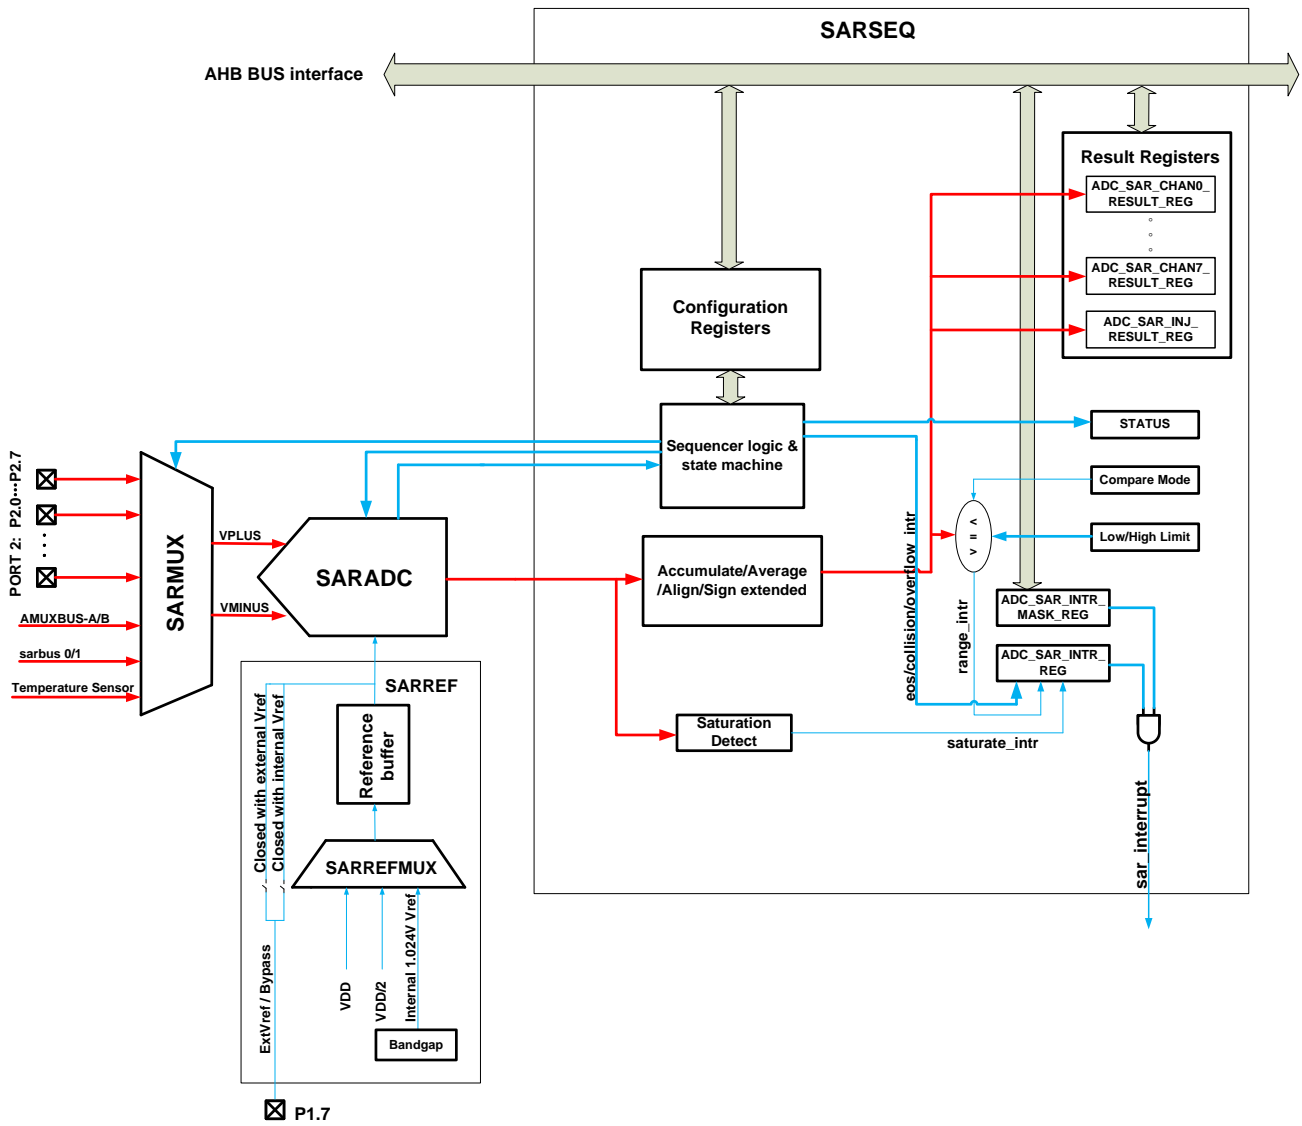 SARSEQ
AHB BUS interface
Result Registers
ADC_SAR_CHAN0_
RESULT_REG
ADC_SAR_CHAN7_
RESULT_REG
ADC_SAR_INJ_
RESULT_REG
Configuration
Registers
Sequencer logic &
state machine
STATUS
Compare Mode
< = >
Low/High Limit
PORT 2: P2.0···P2.7
SARMUX
VPLUS
VMINUS
SARADC
AMUXBUS-A/B
sarbus 0/1
Temperature Sensor
Accumulate/Average
/Align/Sign extended
eos/collision/overflow_intr
range_intr
ADC_SAR_INTR_
MASK_REG
ADC_SAR_INTR_
REG
Saturation
Detect
saturate_intr
sar_interrupt
SARREF
Closed with external Vref
Closed with internal Vref
Reference
buffer
SARREFMUX
ExtVref / Bypass
VDD
VDD/2
Internal 1.024V Vref
Bandgap
P1.7